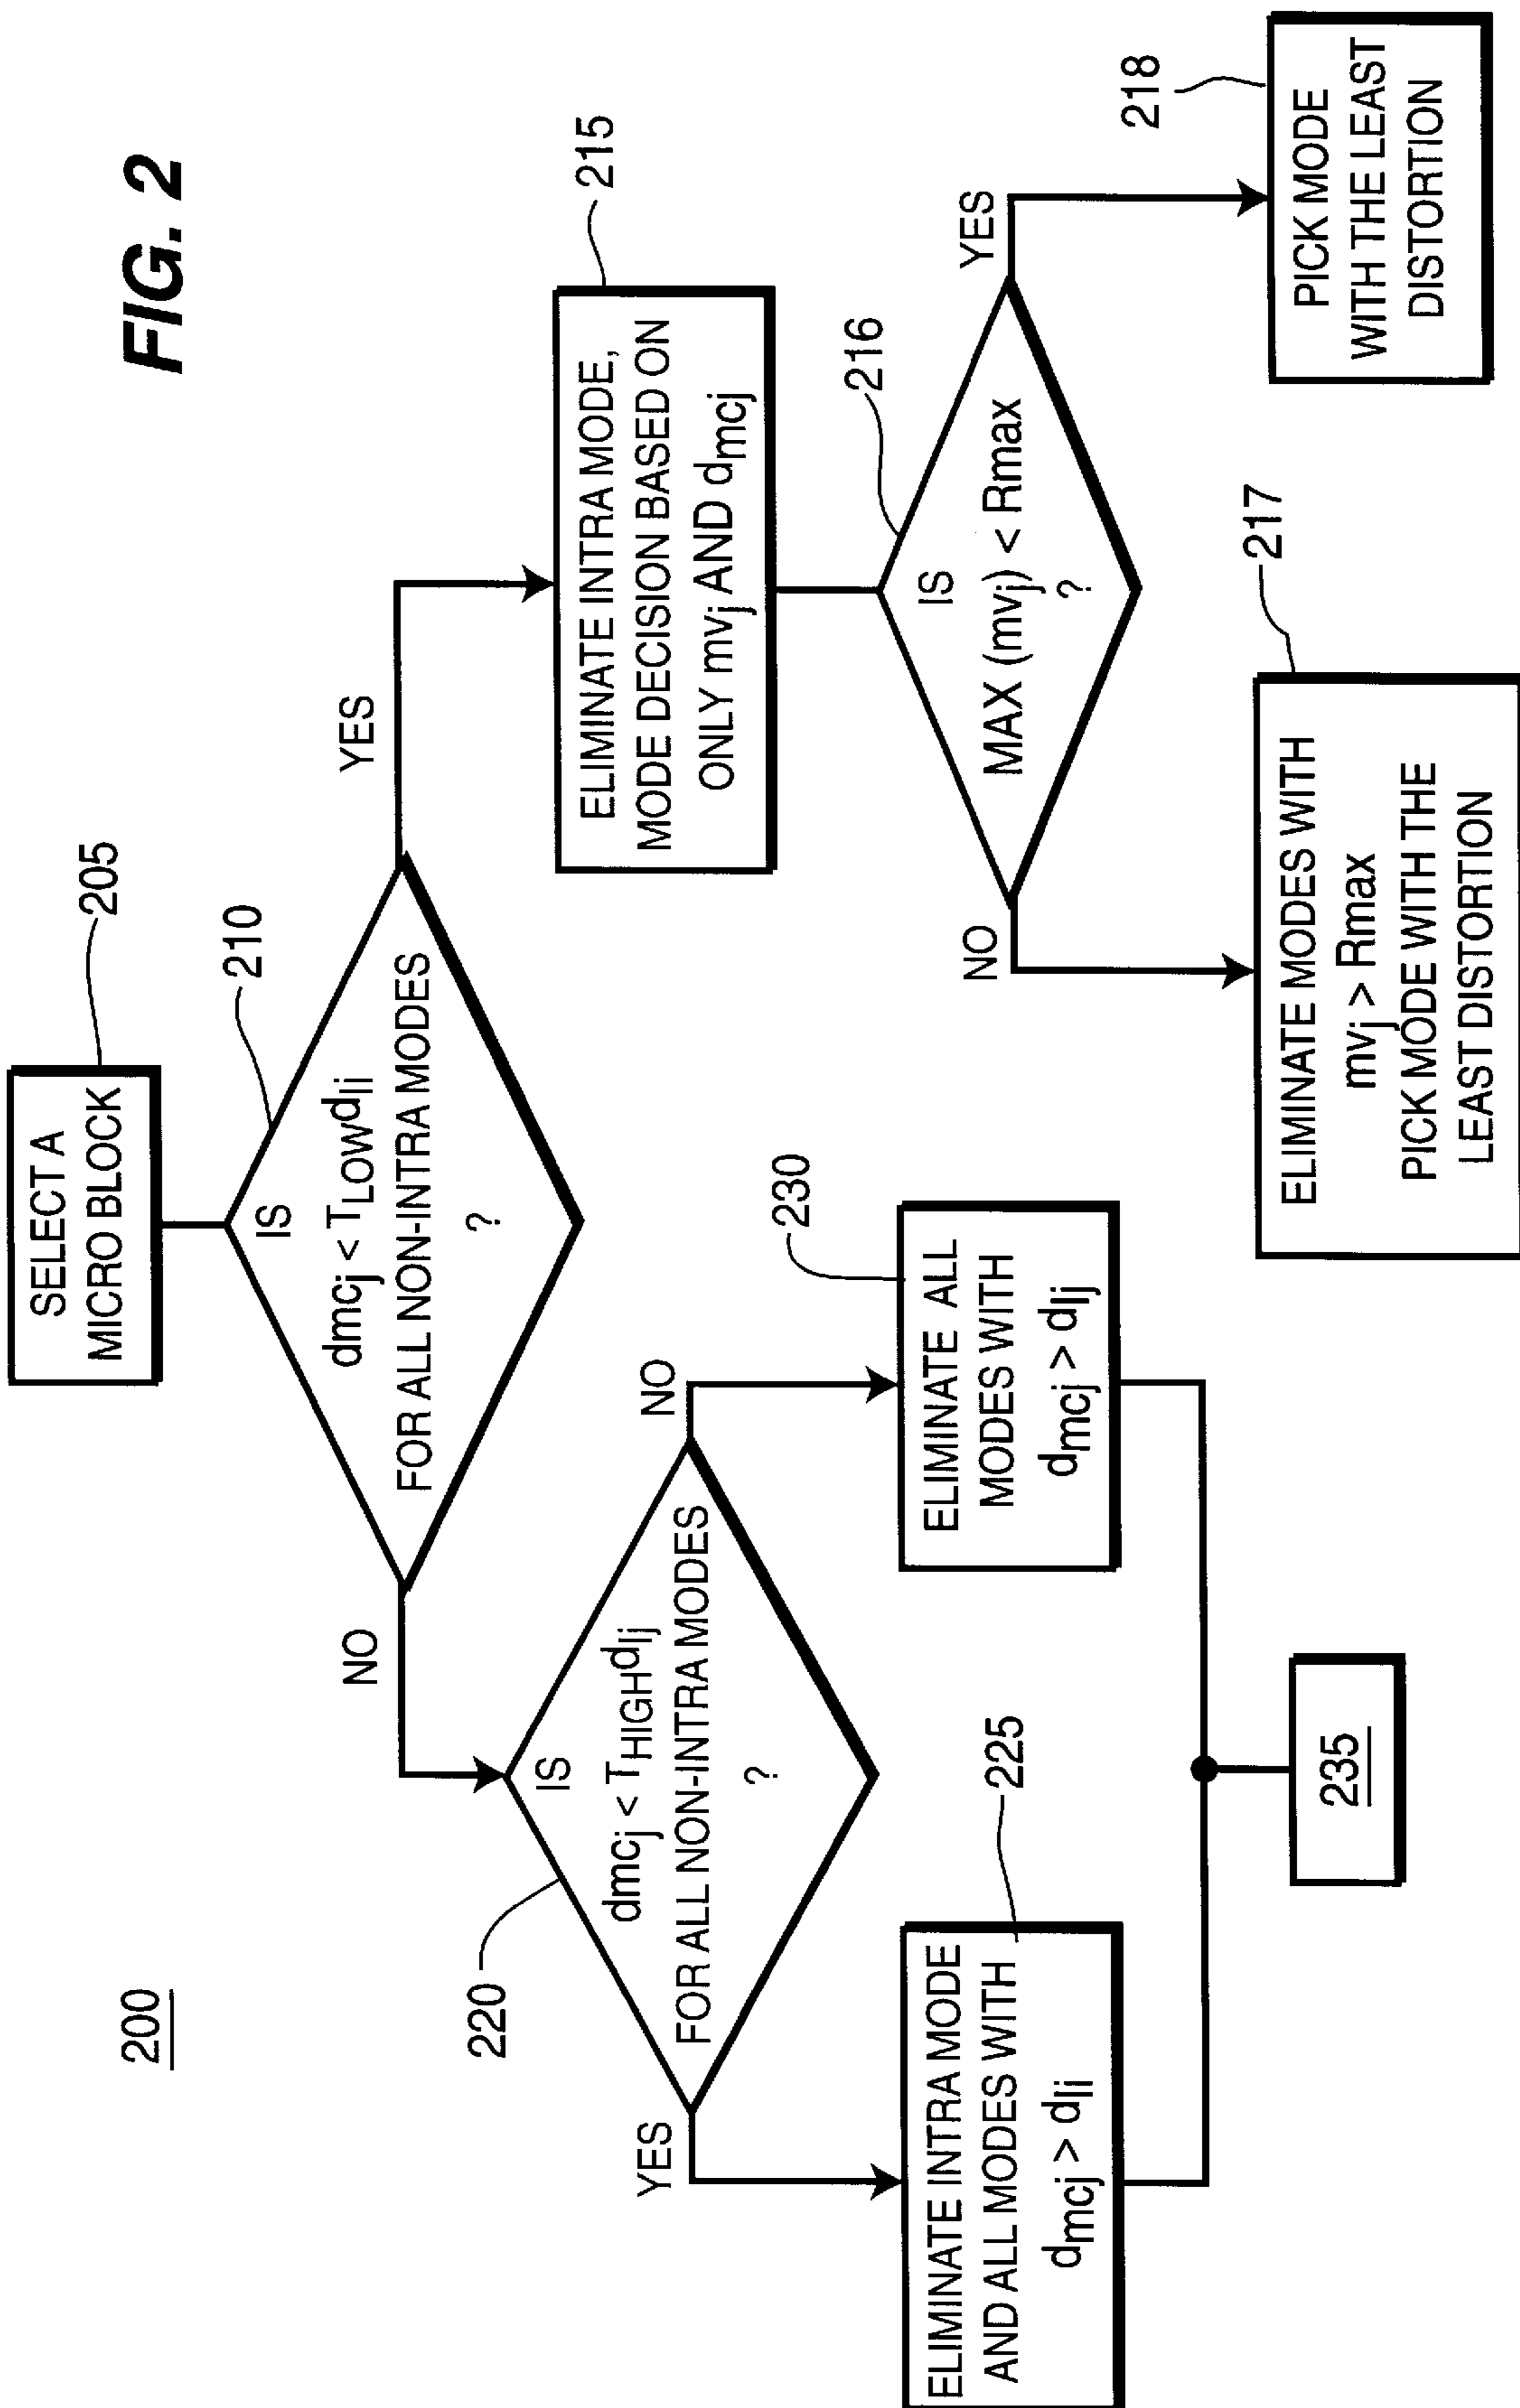 FIG. 2
200
SELECT A
MICRO BLOCK
205
IS
dmcj < TLOWdIi
FOR ALL NON-INTRA MODES
?
210
NO
YES
ELIMINATE INTRA MODE,
MODE DECISION BASED ON
ONLY mvj AND dmcj
215
IS
dmcj < THIGHdIj
FOR ALL NON-INTRA MODES
?
220
YES
NO
IS
MAX (mvj) < Rmax
?
216
NO
YES
ELIMINATE INTRA MODE
AND ALL MODES WITH
dmcj > dIi
225
ELIMINATE ALL
MODES WITH
dmcj > dIj
230
ELIMINATE MODES WITH
mvj > Rmax
PICK MODE WITH THE
LEAST DISTORTION
217
PICK MODE
WITH THE LEAST
DISTORTION
218
235